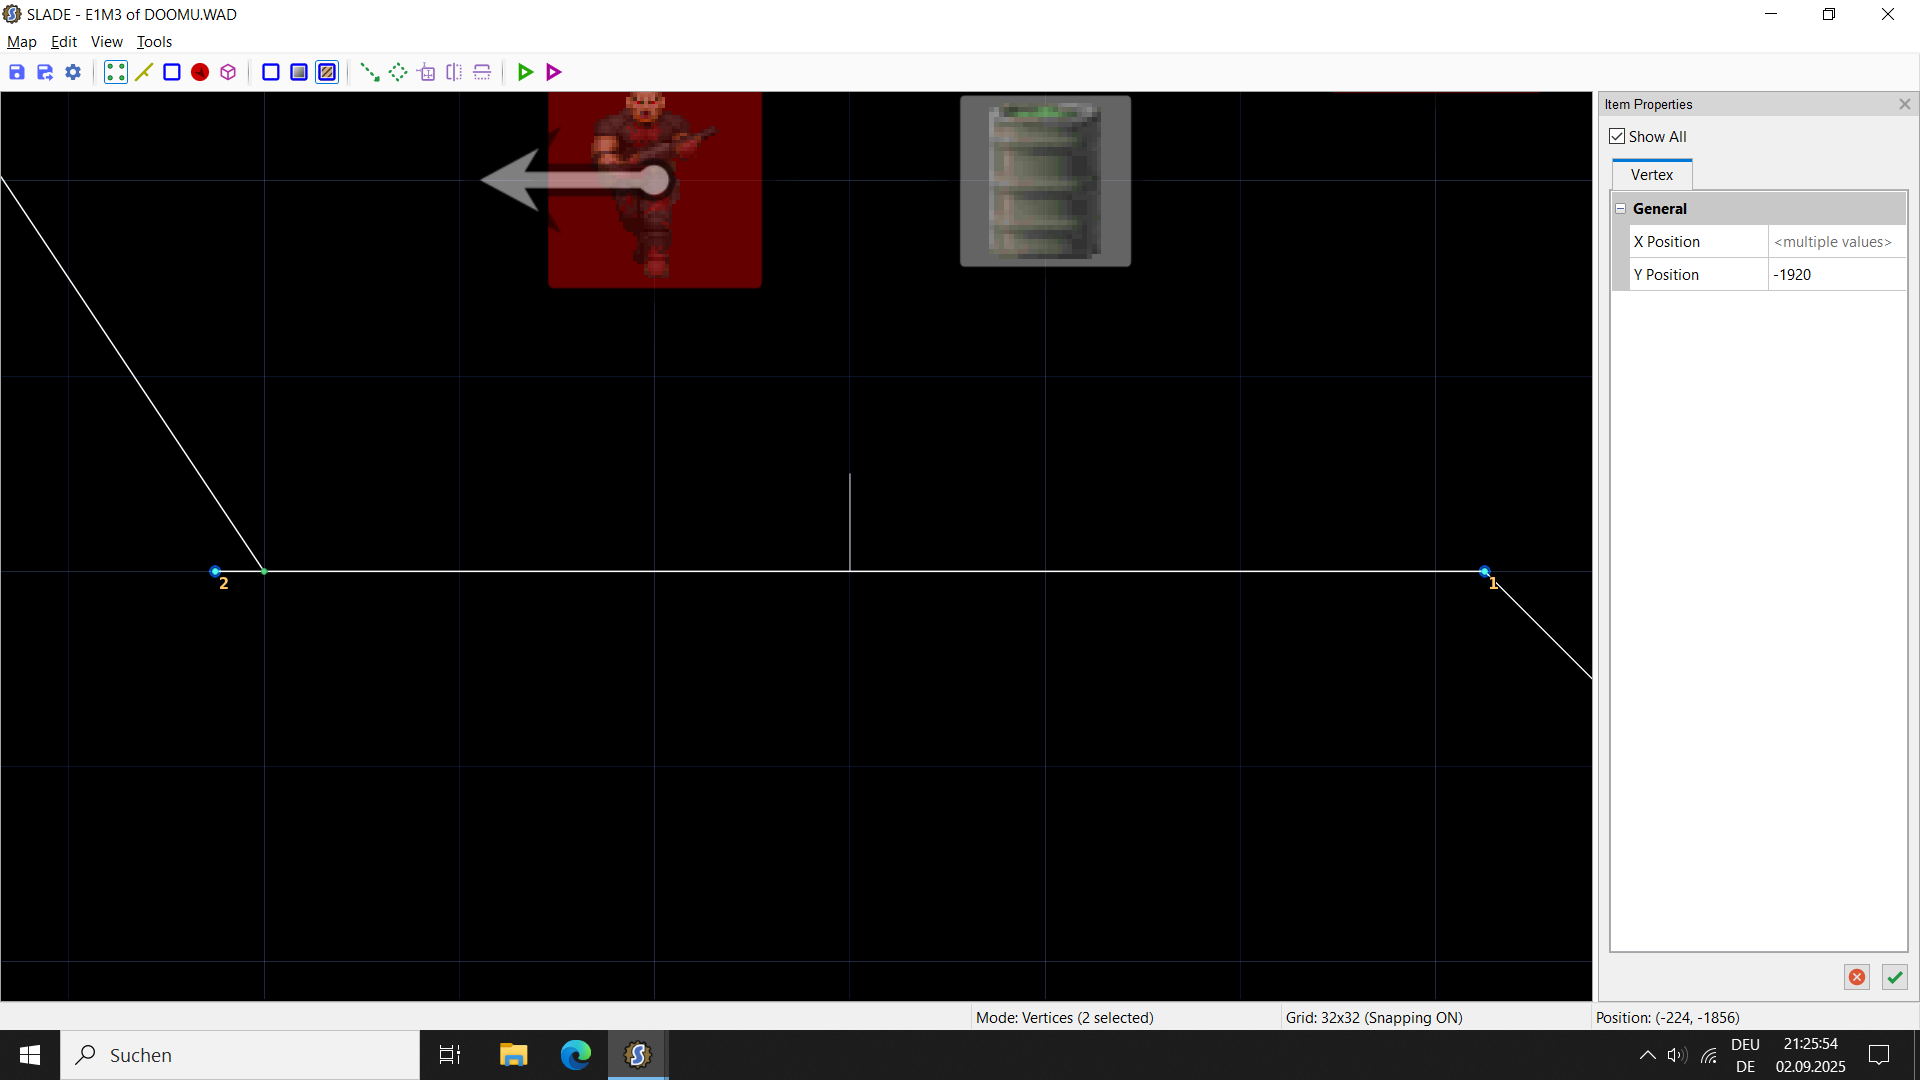 SLADE - E1M3 of DOOMU.WAD
Map Edit View Tools
Item Properties
Show All
Vertex
General
X Position <multiple values>
Y Position -1920
2
1
Mode: Vertices (2 selected) Grid: 32x32 (Snapping ON) Position: (-224, -1856)
Suchen
DEU
DE
21:25:54
02.09.2025